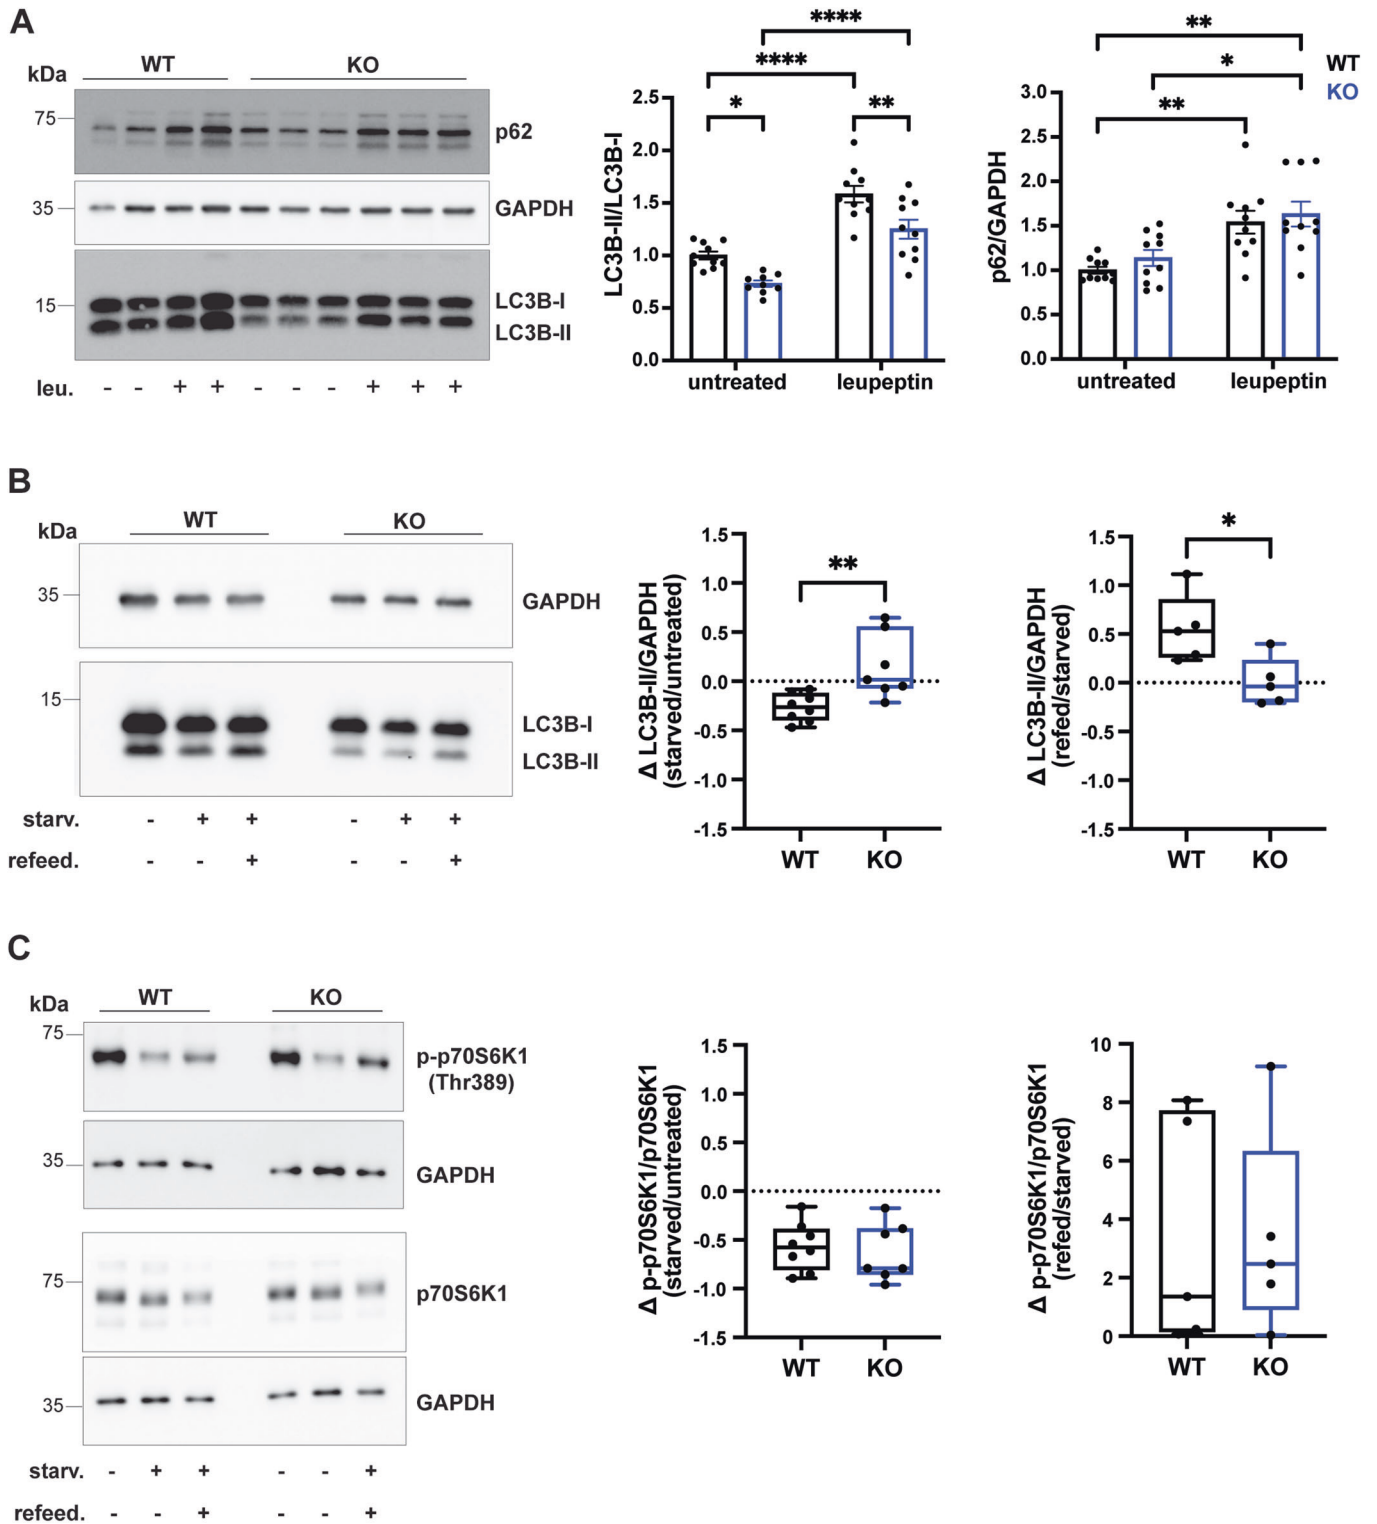 A
WT KO
kDa
75
p62
35
GAPDH
15
LC3B-I
LC3B-II
leu. - - + + - - - + + +
****
****
* **
LC3B-II/LC3B-I
2.5
2.0
1.5
1.0
0.5
0.0
untreated leupeptin
**
*
**
WT
KO
p62/GAPDH
3.0
2.5
2.0
1.5
1.0
0.5
0.0
untreated leupeptin
B
WT KO
kDa
35
GAPDH
15
LC3B-I
LC3B-II
starv. - + + - + +
refeed. - - + - - +
**
Δ LC3B-II/GAPDH
(starved/untreated)
1.5
1.0
0.5
0.0
-0.5
-1.0
-1.5
WT KO
*
Δ LC3B-II/GAPDH
(refed/starved)
1.5
1.0
0.5
0.0
-0.5
-1.0
-1.5
WT KO
C
WT KO
kDa
75
p-p70S6K1
(Thr389)
35
GAPDH
75
p70S6K1
35
GAPDH
starv. - + + - - +
refeed. - - + - - +
Δ p-p70S6K1/p70S6K1
(starved/untreated)
1.5
1.0
0.5
0.0
-0.5
-1.0
-1.5
WT KO
Δ p-p70S6K1/p70S6K1
(refed/starved)
10
8
6
4
2
0
WT KO